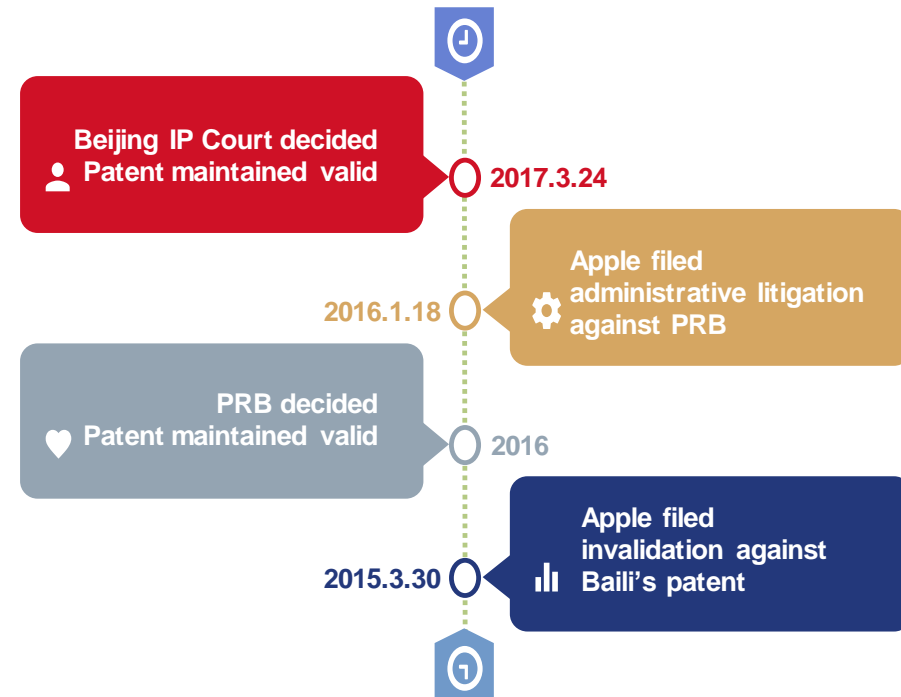 Beijing IP Court decided
Patent maintained valid
2017.3.24
Apple filed
administrative litigation
against PRB
2016.1.18
PRB decided
Patent maintained valid
2016
Apple filed
invalidation against
Baili's patent
2015.3.30